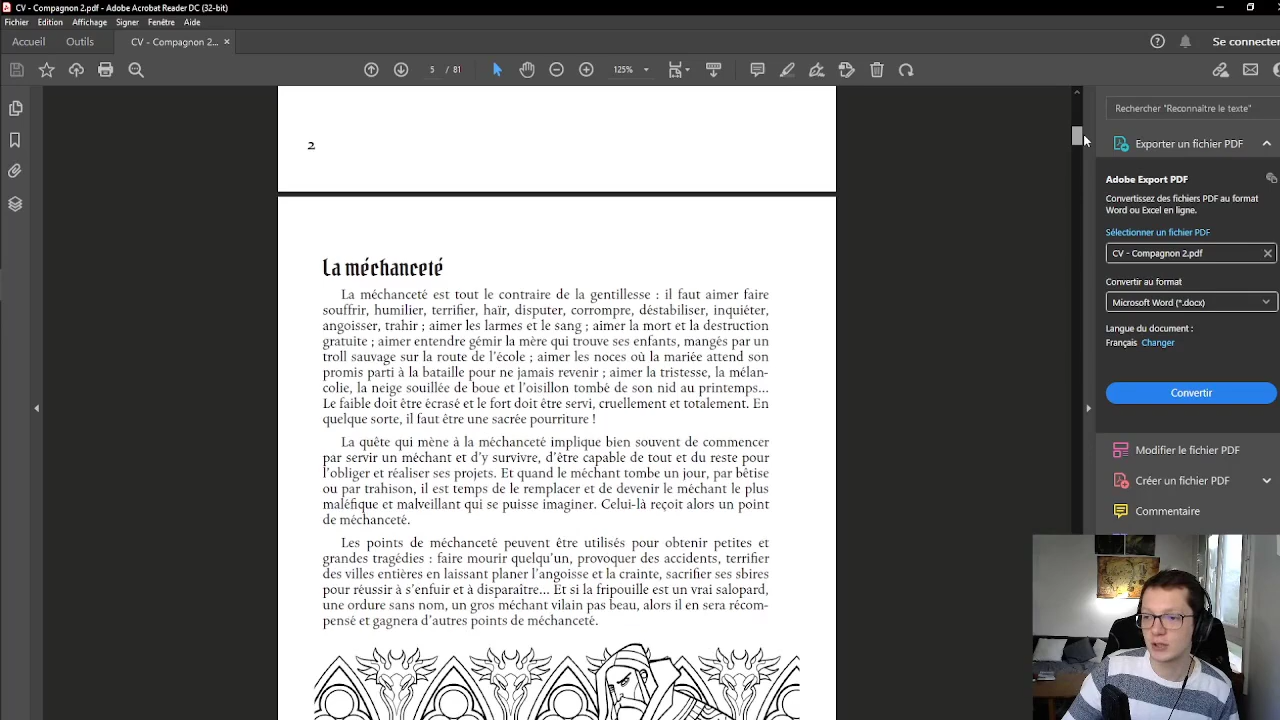 CV - Compagnon 2.pdf - Adobe Acrobat Reader DC (32-bit)
Fichier Edition Affichage Signer Fenêtre Aide
Accueil Outils CV - Compagnon 2... × Se connecter
5 / 81 125%
2
La méchanceté
La méchanceté est tout le contraire de la gentillesse : il faut aimer faire
souffrir, humilier, terrifier, haïr, disputer, corrompre, déstabiliser, inquiéter,
angoisser, trahir ; aimer les larmes et le sang ; aimer la mort et la destruction
gratuite ; aimer entendre gémir la mère qui trouve ses enfants, mangés par un
troll sauvage sur la route de l'école ; aimer les noces où la mariée attend son
promis parti à la bataille pour ne jamais revenir ; aimer la tristesse, la mélan-
colie, la neige souillée de boue et l'oisillon tombé de son nid au printemps...
Le faible doit être écrasé et le fort doit être servi, cruellement et totalement. En
quelque sorte, il faut être une sacrée pourriture !
La quête qui mène à la méchanceté implique bien souvent de commencer
par servir un méchant et d'y survivre, d'être capable de tout et du reste pour
l'obliger et réaliser ses projets. Et quand le méchant tombe un jour, par bêtise
ou par trahison, il est temps de le remplacer et de devenir le méchant le plus
maléfique et malveillant qui se puisse imaginer. Celui-là reçoit alors un point
de méchanceté.
Les points de méchanceté peuvent être utilisés pour obtenir petites et
grandes tragédies : faire mourir quelqu'un, provoquer des accidents, terrifier
des villes entières en laissant planer l'angoisse et la crainte, sacrifier ses sbires
pour réussir à s'enfuir et à disparaître... Et si la fripouille est un vrai salopard,
une ordure sans nom, un gros méchant vilain pas beau, alors il en sera récom-
pensé et gagnera d'autres points de méchanceté.
Rechercher "Reconnaître le texte"
Exporter un fichier PDF
Adobe Export PDF
Convertissez des fichiers PDF au format
Word ou Excel en ligne.
Sélectionner un fichier PDF
CV - Compagnon 2.pdf
Convertir au format
Microsoft Word (*.docx)
Langue du document :
Français Changer
Convertir
Modifier le fichier PDF
Créer un fichier PDF
Commentaire